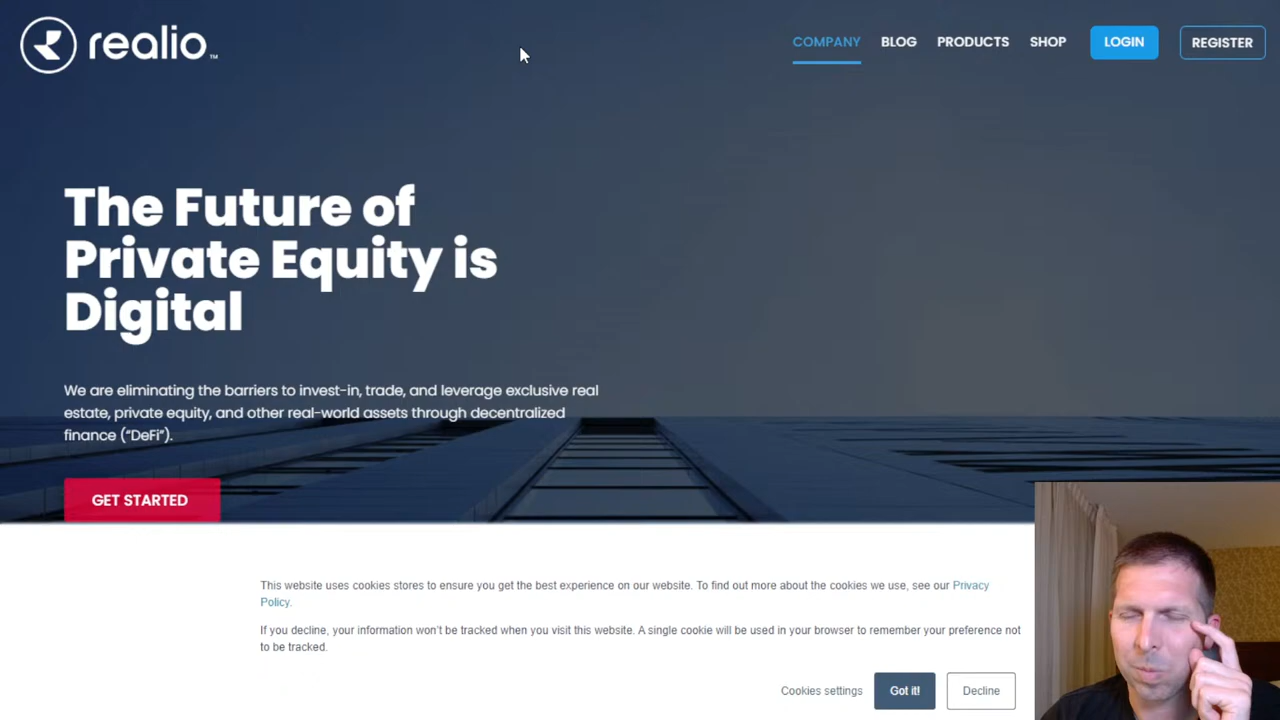 realio™
COMPANY
BLOG
PRODUCTS
SHOP
LOGIN
REGISTER
The Future of
Private Equity is
Digital
We are eliminating the barriers to invest-in, trade, and leverage exclusive real
estate, private equity, and other real-world assets through decentralized
finance (“DeFi”).
GET STARTED
This website uses cookies stores to ensure you get the best experience on our website. To find out more about the cookies we use, see our Privacy
Policy.
If you decline, your information won’t be tracked when you visit this website. A single cookie will be used in your browser to remember your preference not
to be tracked.
Cookies settings
Got it!
Decline